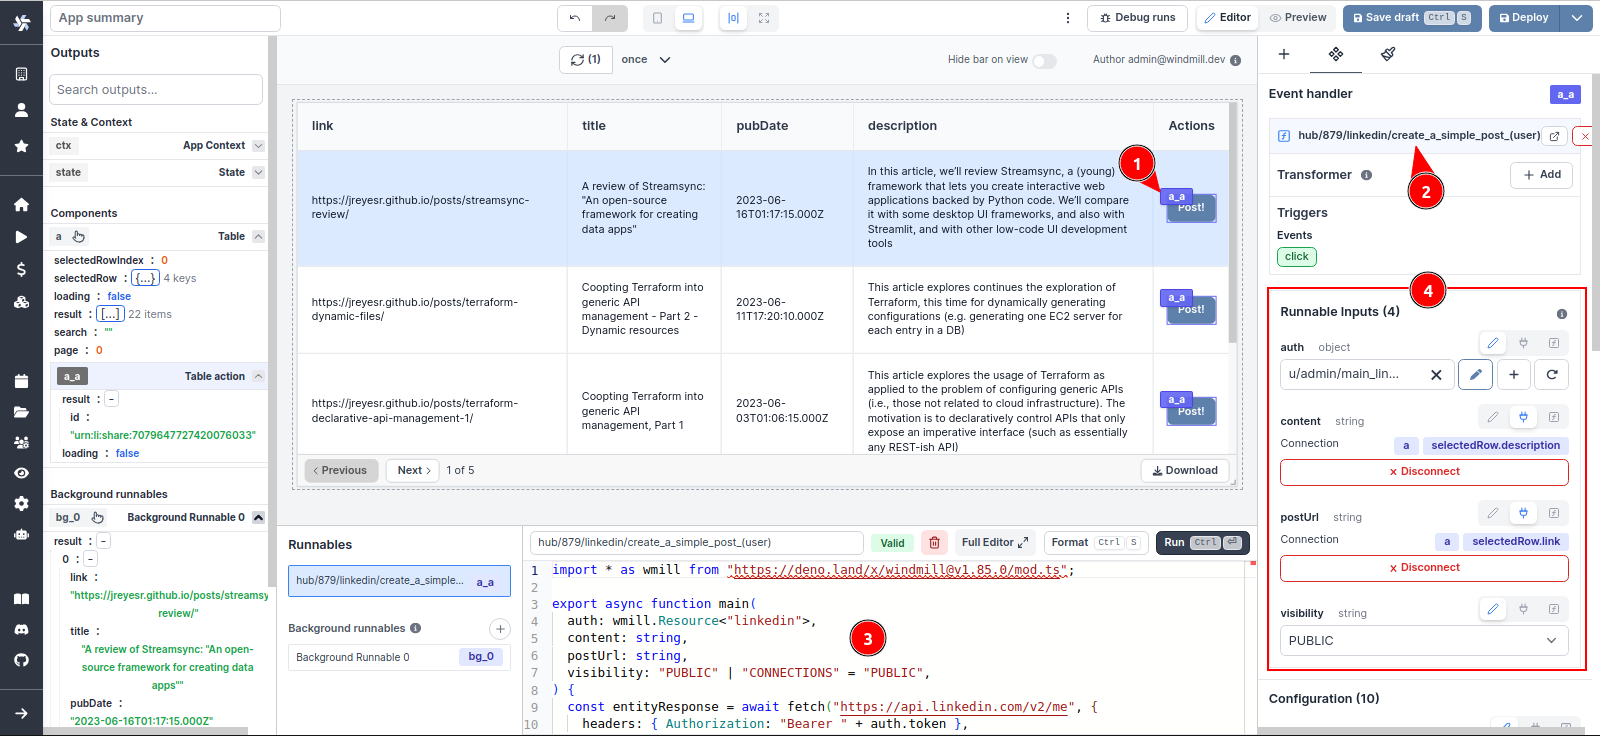 App summary
(1)
once
Debug runs
Editor
Preview
Save draft Ctrl S
Deploy
Hide bar on view
Author admin@windmill.dev
Outputs
Search outputs...
State & Context
ctx
App Context
state
State
Components
a
Table
selectedRowIndex : 0
selectedRow : {...} 4 keys
loading : false
result : [...] 22 items
search : ""
page : 0
a_a
Table action
result : -
id :
"urn:li:share:7079647727420076033"
loading : false
Background runnables
bg_0
Background Runnable 0
result : -
0 : -
link :
"https://jreyesr.github.io/posts/streamsy
review/"
title :
"A review of Streamsync: "An open-
source framework for creating data
apps""
pubDate :
"2023-06-16T01:17:15.000Z"
link
title
pubDate
description
Actions
https://jreyesr.github.io/posts/streamsync-
review/
A review of Streamsync:
"An open-source
framework for creating
data apps"
2023-06-
16T01:17:15.000Z
In this article, we'll review Streamsync, a (young)
framework that lets you create interactive web
applications backed by Python code. We'll compare
it with some desktop UI frameworks, and also with
Streamlit, and with other low-code UI development
tools
1
a_a
Post!
https://jreyesr.github.io/posts/terraform-
dynamic-files/
Coopting Terraform into
generic API
management - Part 2 -
Dynamic resources
2023-06-
11T17:20:10.000Z
This article explores continues the exploration of
Terraform, this time for dynamically generating
configurations (e.g. generating one EC2 server for
each entry in a DB)
a_a
Post!
https://jreyesr.github.io/posts/terraform-
declarative-api-management-1/
Coopting Terraform into
generic API
management, Part 1
2023-06-
03T01:06:15.000Z
This article explores the usage of Terraform as
applied to the problem of configuring generic APIs
(i.e., those not related to cloud infrastructure). The
motivation is to declaratively control APIs that only
expose an imperative interface (such as essentially
any REST-ish API)
a_a
Post!
Previous
Next
1 of 5
Download
Runnables
hub/879/linkedin/create_a_simple...
a_a
Background runnables
Background Runnable 0
bg_0
hub/879/linkedin/create_a_simple_post_(user)
Valid
Full Editor
Format Ctrl S
Run Ctrl
1 import * as wmill from "https://deno.land/x/windmill@v1.85.0/mod.ts";
2
3 export async function main(
4 auth: wmill.Resource<"linkedin">,
5 content: string,
6 postUrl: string,
7 visibility: "PUBLIC" | "CONNECTIONS" = "PUBLIC",
8 ) {
9 const entityResponse = await fetch("https://api.linkedin.com/v2/me", {
10 headers: { Authorization: "Bearer " + auth.token },
3
Event handler
a_a
hub/879/linkedin/create_a_simple_post_(user)
2
Transformer
Add
Triggers
Events
click
4
Runnable Inputs (4)
auth object
u/admin/main_lin...
content string
Connection
a
selectedRow.description
Disconnect
postUrl string
Connection
a
selectedRow.link
Disconnect
visibility string
PUBLIC
Configuration (10)